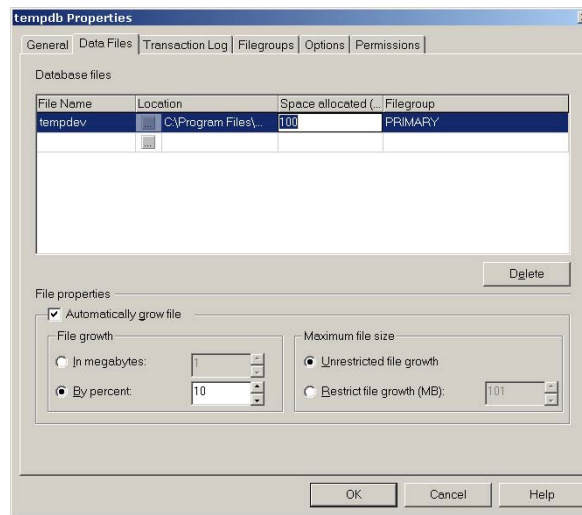 tempdb Properties
General Data Files Transaction Log Filegroups Options Permissions
Database files
File Name Location Space allocated (... Filegroup
tempdev ... C:\Program Files\... 100 PRIMARY
...
Delete
File properties
Automatically grow file
File growth
In megabytes: 1
By percent: 10
Maximum file size
Unrestricted file growth
Restrict file growth (MB): 101
OK Cancel Help